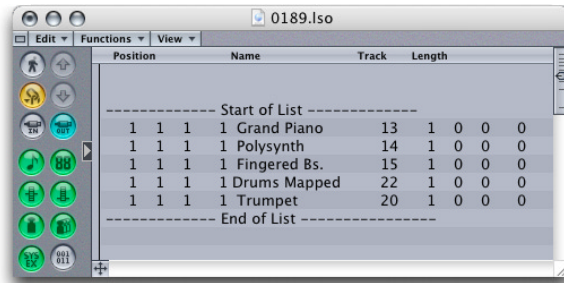 0189.lso
Edit Functions View
Position Name Track Length
-------------- Start of List --------------
1 1 1 1 Grand Piano 13 1 0 0 0
1 1 1 1 Polysynth 14 1 0 0 0
1 1 1 1 Fingered Bs. 15 1 0 0 0
1 1 1 1 Drums Mapped 22 1 0 0 0
1 1 1 1 Trumpet 20 1 0 0 0
-------------- End of List -----------------
IN OUT
88
SYS EX
001 011